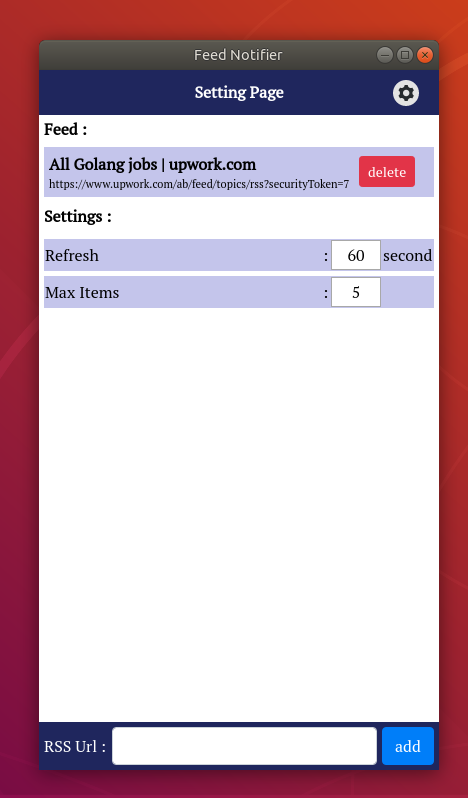 Feed Notifier
Setting Page
Feed :
All Golang jobs | upwork.com
https://www.upwork.com/ab/feed/topics/rss?securityToken=7
delete
Settings :
Refresh : 60 second
Max Items : 5
RSS Url : add